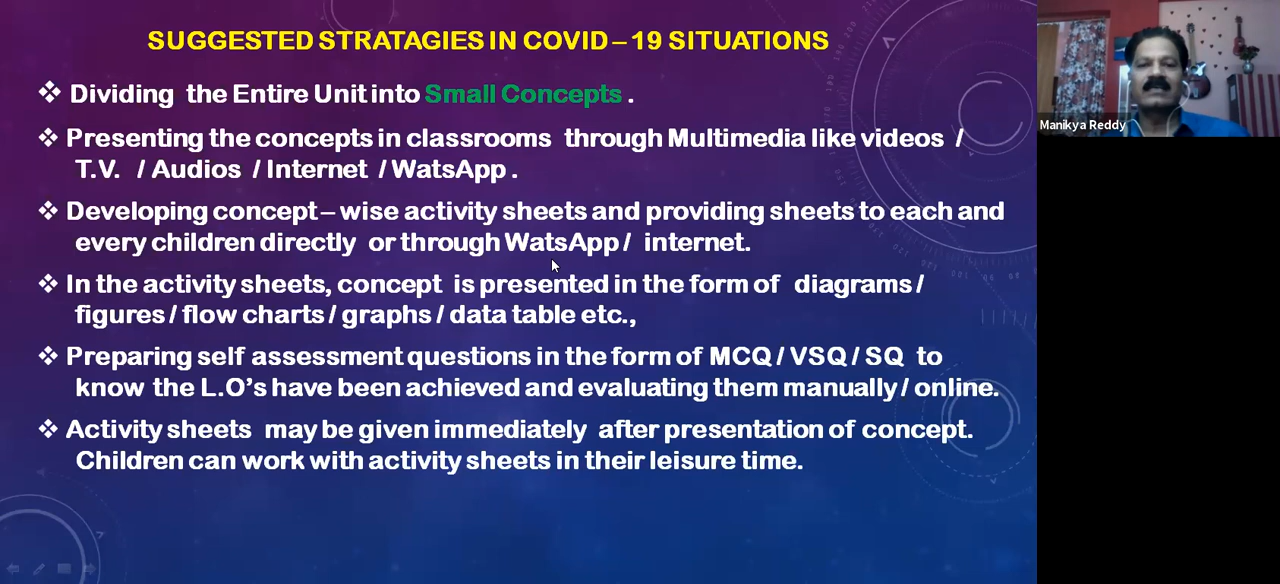 SUGGESTED STRATAGIES IN COVID – 19 SITUATIONS
❖ Dividing the Entire Unit into Small Concepts .
❖ Presenting the concepts in classrooms through Multimedia like videos /
T.V. / Audios / Internet / WatsApp .
❖ Developing concept – wise activity sheets and providing sheets to each and
every children directly or through WatsApp / internet.
❖ In the activity sheets, concept is presented in the form of diagrams /
figures / flow charts / graphs / data table etc.,
❖ Preparing self assessment questions in the form of MCQ / VSQ / SQ to
know the L.O’s have been achieved and evaluating them manually / online.
❖ Activity sheets may be given immediately after presentation of concept.
Children can work with activity sheets in their leisure time.
Manikya Reddy